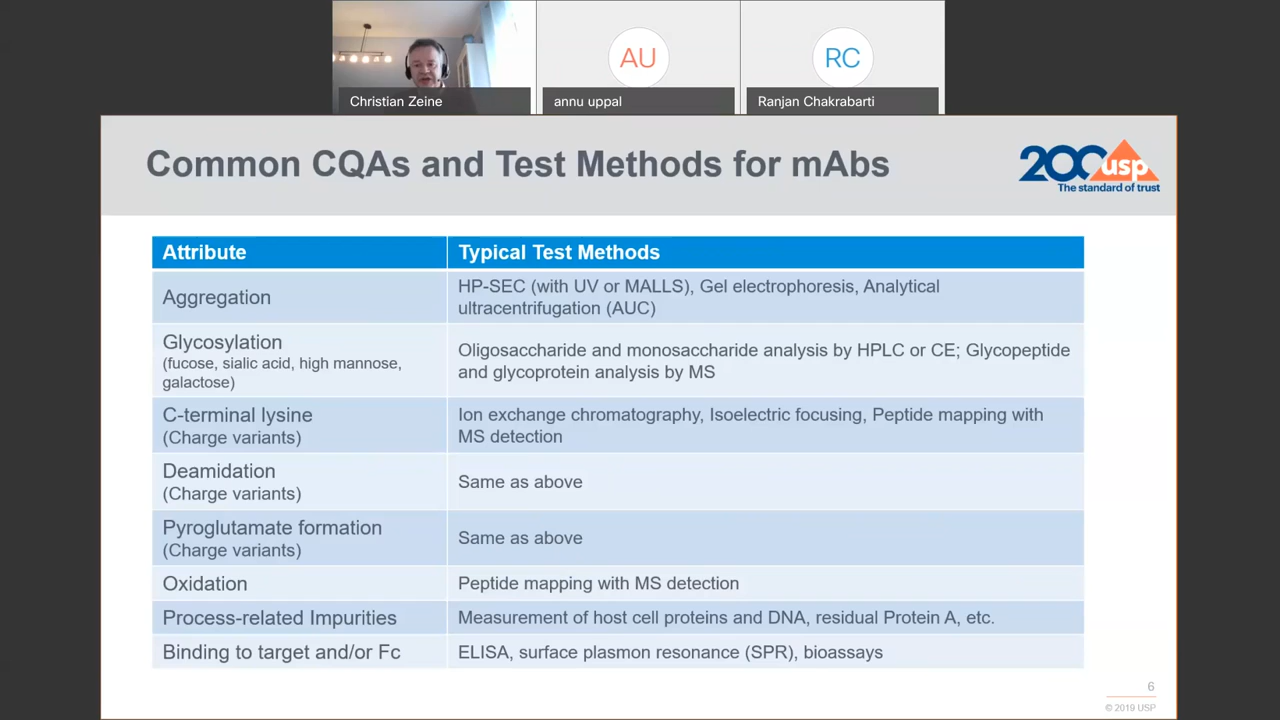 AU
RC
Christian Zeine
annu uppal
Ranjan Chakrabarti
Common CQAs and Test Methods for mAbs
200 usp
The standard of trust
Attribute
Typical Test Methods
Aggregation
HP-SEC (with UV or MALLS), Gel electrophoresis, Analytical
ultracentrifugation (AUC)
Glycosylation
(fucose, sialic acid, high mannose,
galactose)
Oligosaccharide and monosaccharide analysis by HPLC or CE; Glycopeptide
and glycoprotein analysis by MS
C-terminal lysine
(Charge variants)
Ion exchange chromatography, Isoelectric focusing, Peptide mapping with
MS detection
Deamidation
(Charge variants)
Same as above
Pyroglutamate formation
(Charge variants)
Same as above
Oxidation
Peptide mapping with MS detection
Process-related Impurities
Measurement of host cell proteins and DNA, residual Protein A, etc.
Binding to target and/or Fc
ELISA, surface plasmon resonance (SPR), bioassays
6
© 2019 USP